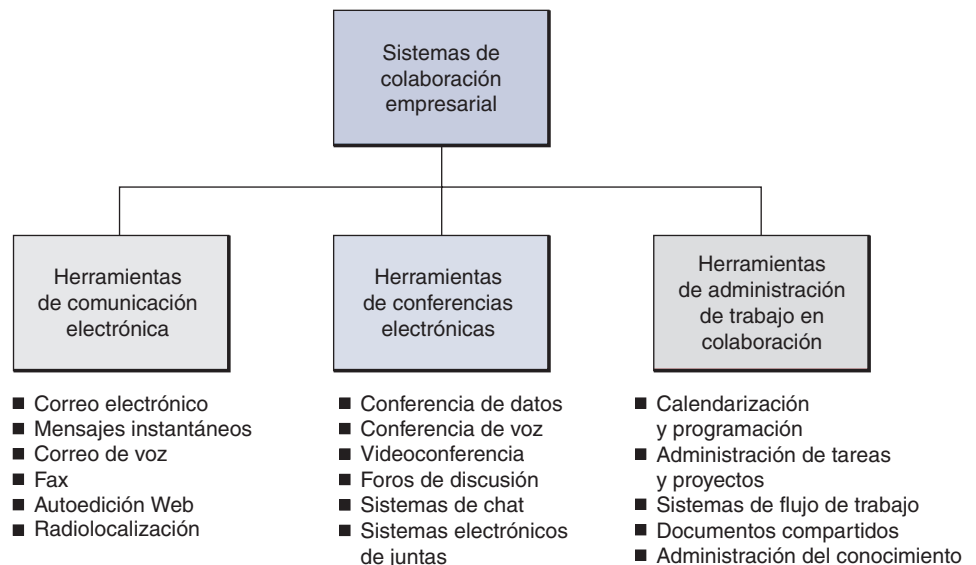 Sistemas de
colaboración
empresarial
Herramientas
de comunicación
electrónica
Herramientas
de conferencias
electrónicas
Herramientas
de administración
de trabajo en
colaboración
■ Correo electrónico
■ Mensajes instantáneos
■ Correo de voz
■ Fax
■ Autoedición Web
■ Radiolocalización
■ Conferencia de datos
■ Conferencia de voz
■ Videoconferencia
■ Foros de discusión
■ Sistemas de chat
■ Sistemas electrónicos
de juntas
■ Calendarización
y programación
■ Administración de tareas
y proyectos
■ Sistemas de flujo de trabajo
■ Documentos compartidos
■ Administración del conocimiento